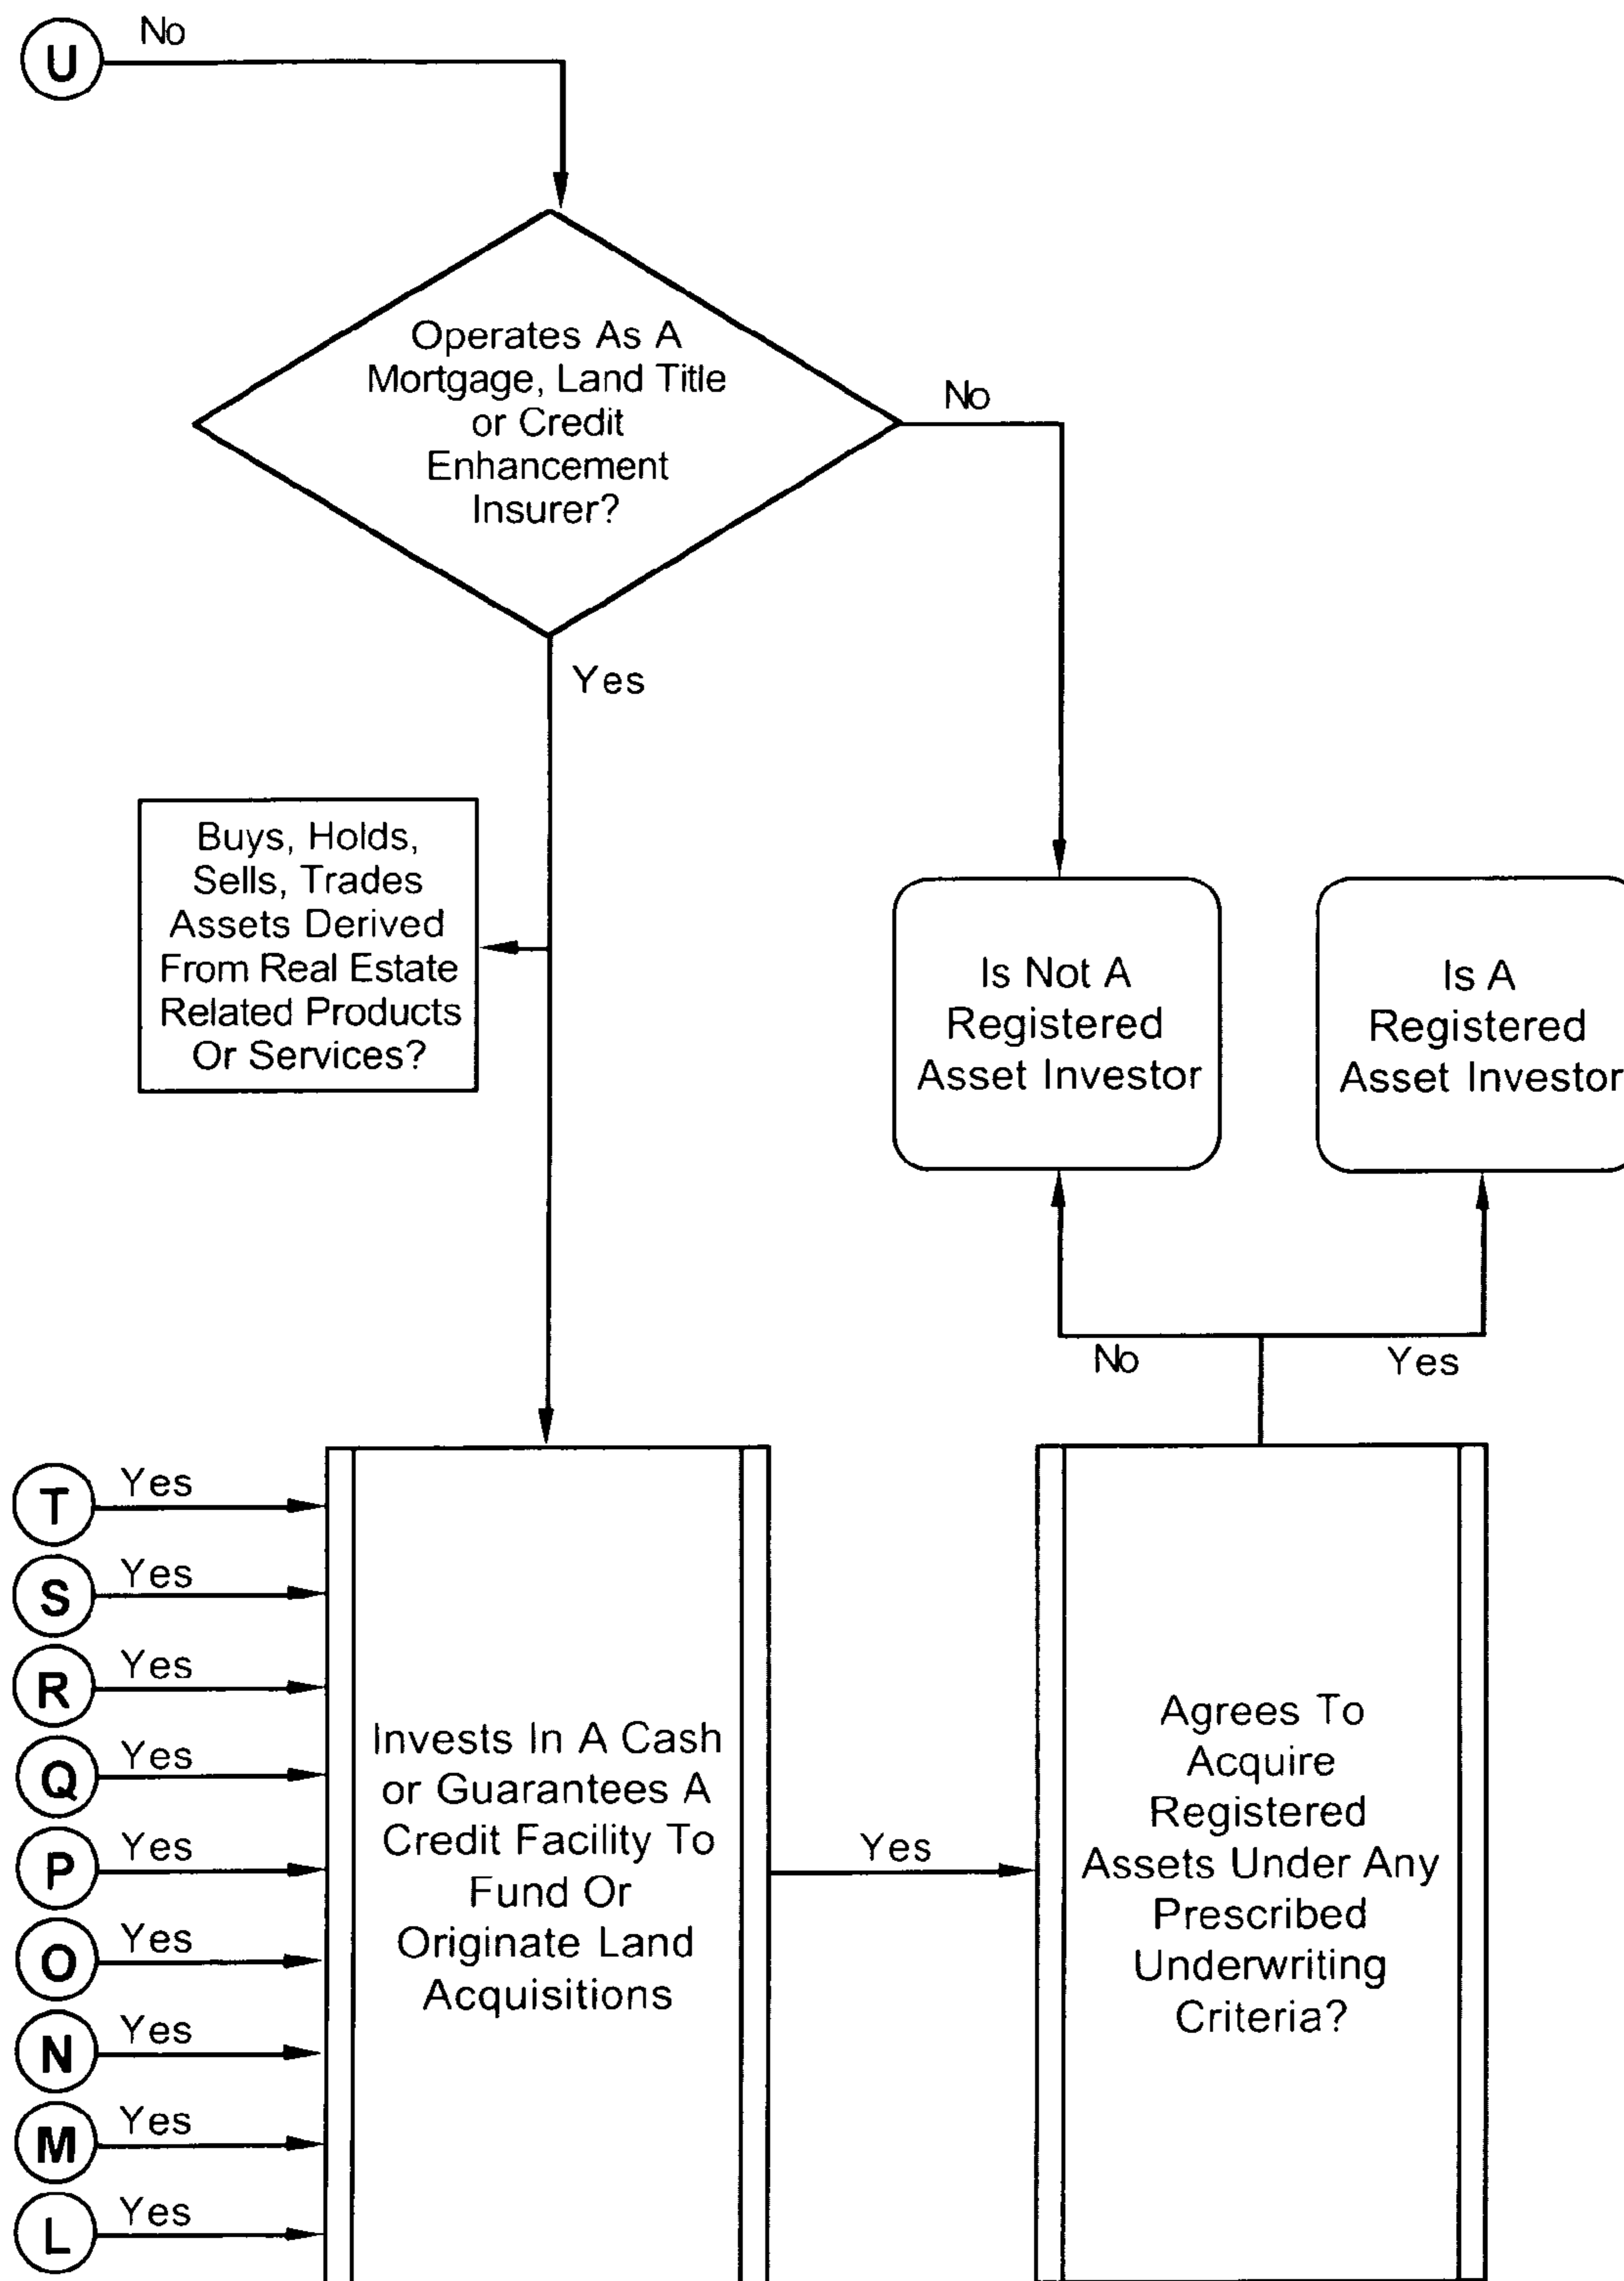 U
No
Operates As A
Mortgage, Land Title
or Credit
Enhancement
Insurer?
No
Yes
Buys, Holds,
Sells, Trades
Assets Derived
From Real Estate
Related Products
Or Services?
Is Not A
Registered
Asset Investor
Is A
Registered
Asset Investor
No
Yes
T
Yes
S
Yes
R
Yes
Q
Yes
P
Yes
O
Yes
N
Yes
M
Yes
L
Yes
Invests In A Cash
or Guarantees A
Credit Facility To
Fund Or
Originate Land
Acquisitions
Yes
Agrees To
Acquire
Registered
Assets Under Any
Prescribed
Underwriting
Criteria?